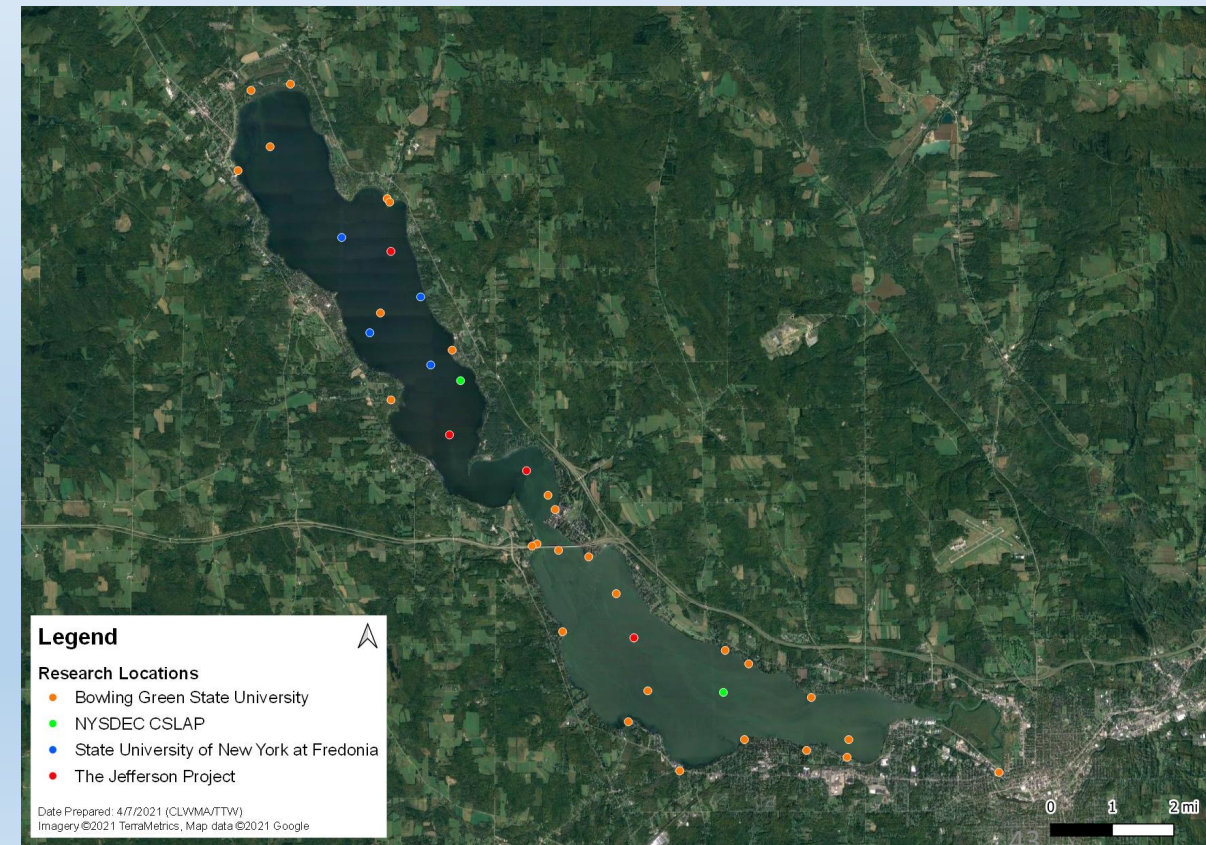 Legend
Research Locations
Bowling Green State University
NYSDEC CSLAP
State University of New York at Fredonia
The Jefferson Project
Date Prepared: 4/7/2021 (CLWMA/TTW)
Imagery ©2021 TerraMetrics, Map data ©2021 Google
0 1 2 mi
43